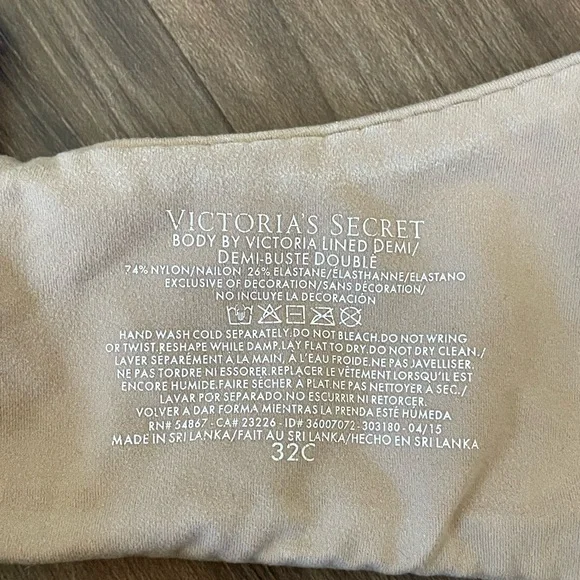 VICTORIA'S SECRET
BODY BY VICTORIA LINED DEMI/
DEMI-BUSTE DOUBLÉ
74% NYLON/NAILON 26% ELASTANE/ÉLASTHANNE/ELASTANO
EXCLUSIVE OF DECORATION/SANS DÉCORATION/
NO INCLUYE LA DECORACIÓN
HAND WASH COLD SEPARATELY.DO NOT BLEACH.DO NOT WRING
OR TWIST.RESHAPE WHILE DAMP.LAY FLAT TO DRY.DO NOT DRY CLEAN./
LAVER SEPARÉMENT À LA MAIN, A L'EAU FROIDE.NE PAS JAVELLISER.
NE PAS TORDRE NI ESSORER.REPLACER LE VÊTEMENT LORSQU'IL EST
ENCORE HUMIDE.FAIRE SÉCHER À PLAT.NE PAS NETTOYER À SEC./
LAVAR POR SEPARADO.NO ESCURRIR NI RETORCER.
VOLVER A DAR FORMA MIENTRAS LA PRENDA ESTÉ HÚMEDA
RN# 54867 - CA# 23226 - ID# 36007072 - 303180 - 04/15
MADE IN SRI LANKA/FAIT AU SRI LANKA/HECHO EN SRI LANKA
32C